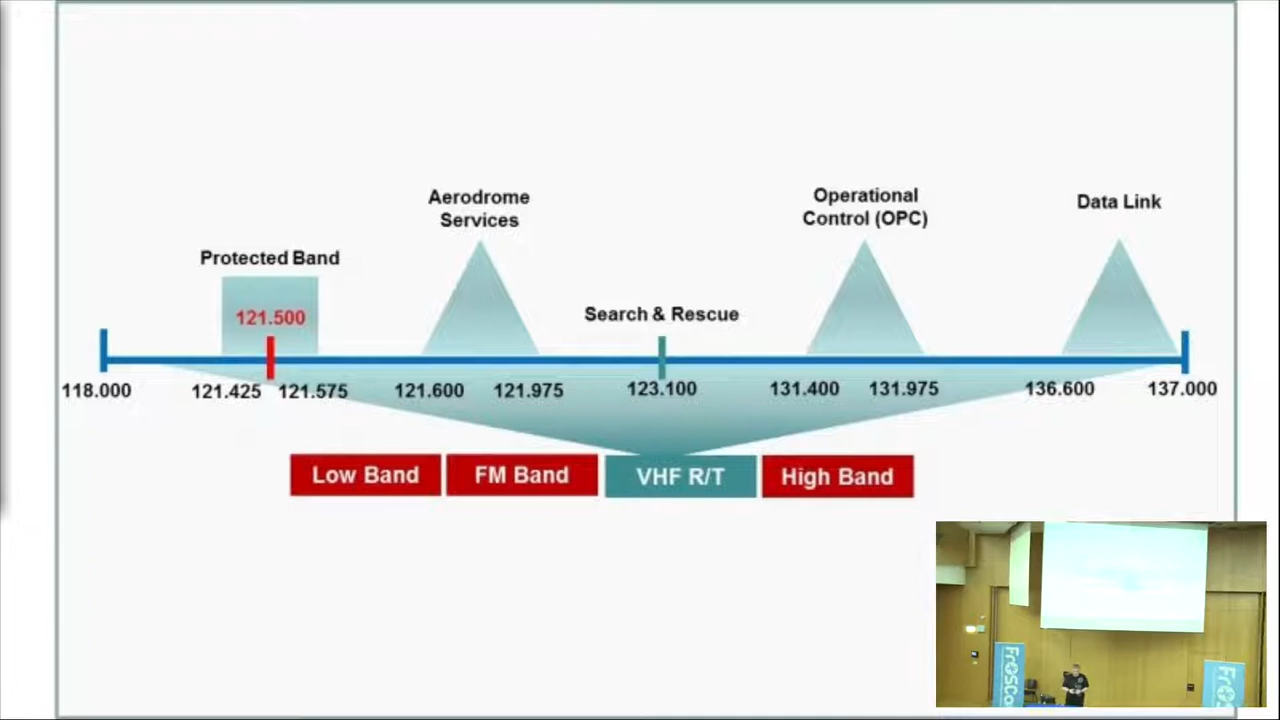 Aerodrome
Services
Operational
Control (OPC)
Data Link
Protected Band
121.500
Search & Rescue
118.000
121.425
121.575
121.600
121.975
123.100
131.400
131.975
136.600
137.000
Low Band
FM Band
VHF R/T
High Band
FrOSCo
FrOSC